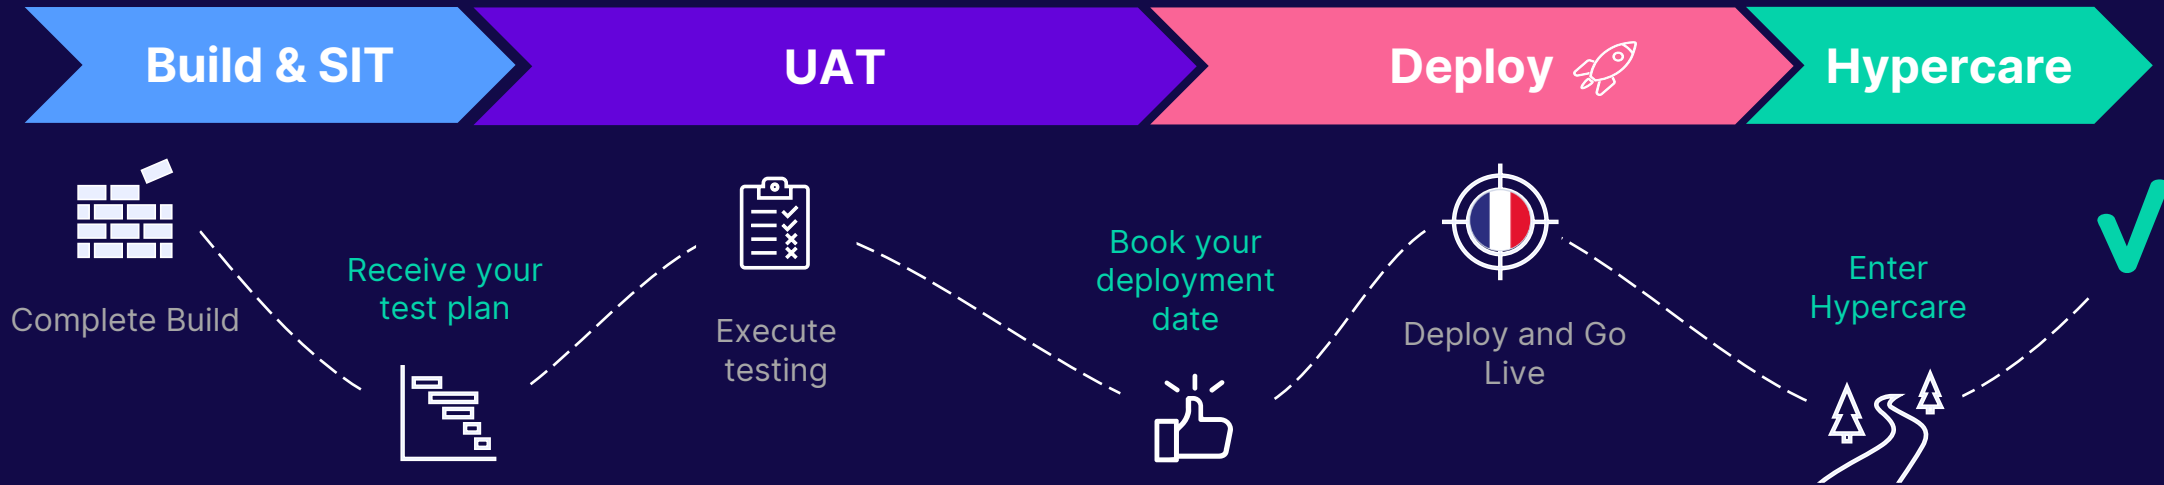 Build & SIT
UAT
Deploy
Hypercare
Complete Build
Receive your
test plan
Execute
testing
Book your
deployment
date
Deploy and Go
Live
Enter
Hypercare